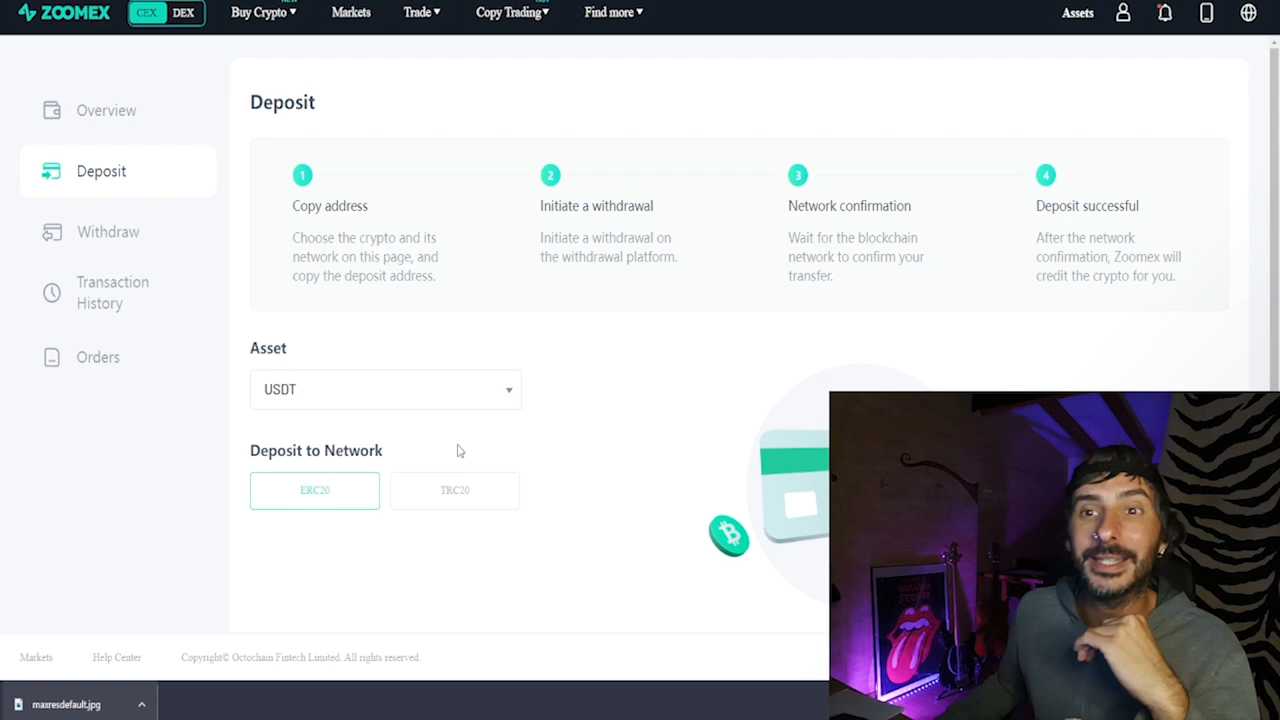 ZOOMEX
CEX
DEX
Buy Crypto
Markets
Trade
Copy Trading
Find more
Assets
Overview
Deposit
Withdraw
Transaction
History
Orders
Deposit
1
2
3
4
Copy address
Choose the crypto and its
network on this page, and
copy the deposit address.
Initiate a withdrawal
Initiate a withdrawal on
the withdrawal platform.
Network confirmation
Wait for the blockchain
network to confirm your
transfer.
Deposit successful
After the network
confirmation, Zoomex will
credit the crypto for you.
Asset
USDT
Deposit to Network
ERC20
TRC20
Markets
Help Center
Copyright© Octochain Fintech Limited. All rights reserved.
maxresdefault.jpg